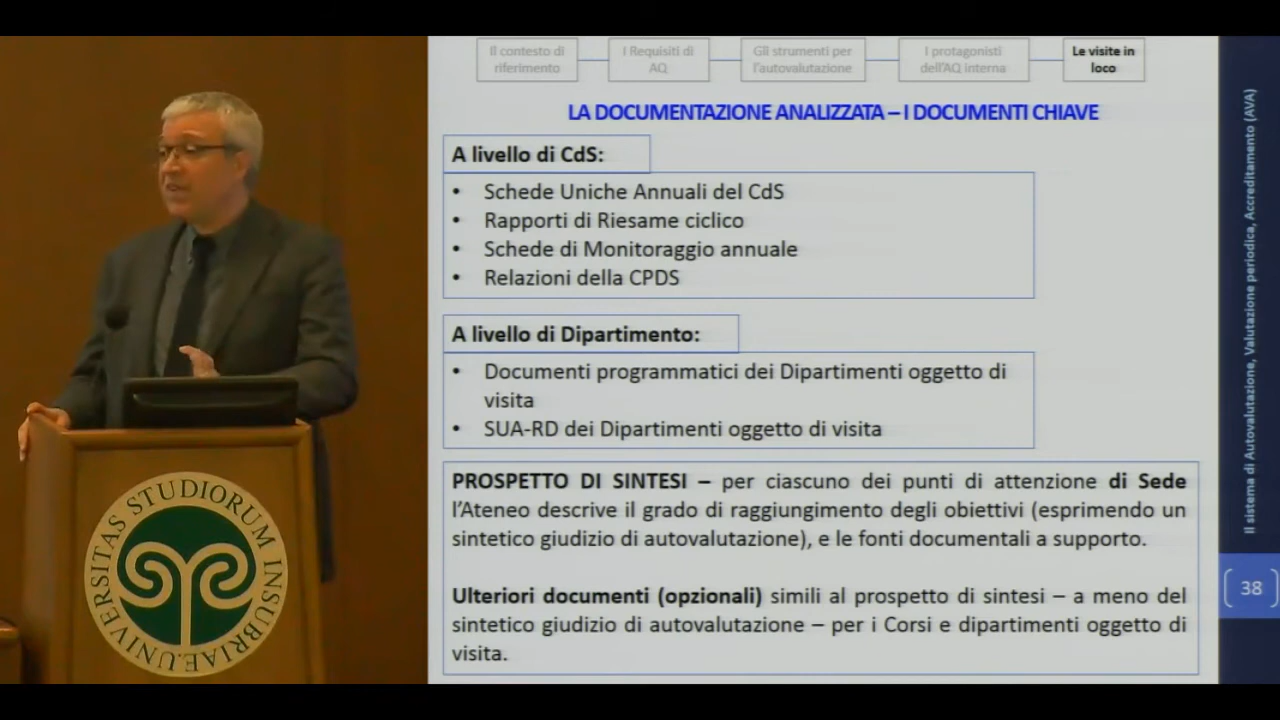 Il contesto di
riferimento
I Requisiti di
AQ
Gli strumenti per
l'autovalutazione
I protagonisti
dell'AQ interna
Le visite in
loco
LA DOCUMENTAZIONE ANALIZZATA – I DOCUMENTI CHIAVE
A livello di CdS:
• Schede Uniche Annuali del CdS
• Rapporti di Riesame ciclico
• Schede di Monitoraggio annuale
• Relazioni della CPDS
A livello di Dipartimento:
• Documenti programmatici dei Dipartimenti oggetto di
visita
• SUA-RD dei Dipartimenti oggetto di visita
PROSPETTO DI SINTESI – per ciascuno dei punti di attenzione di Sede
l'Ateneo descrive il grado di raggiungimento degli obiettivi (esprimendo un
sintetico giudizio di autovalutazione), e le fonti documentali a supporto.
Ulteriori documenti (opzionali) simili al prospetto di sintesi – a meno del
sintetico giudizio di autovalutazione – per i Corsi e dipartimenti oggetto di
visita.
Il sistema di Autovalutazione, Valutazione periodica, Accreditamento (AVA)
38
UNIVERSITAS STUDIORUM INSUBRIAE